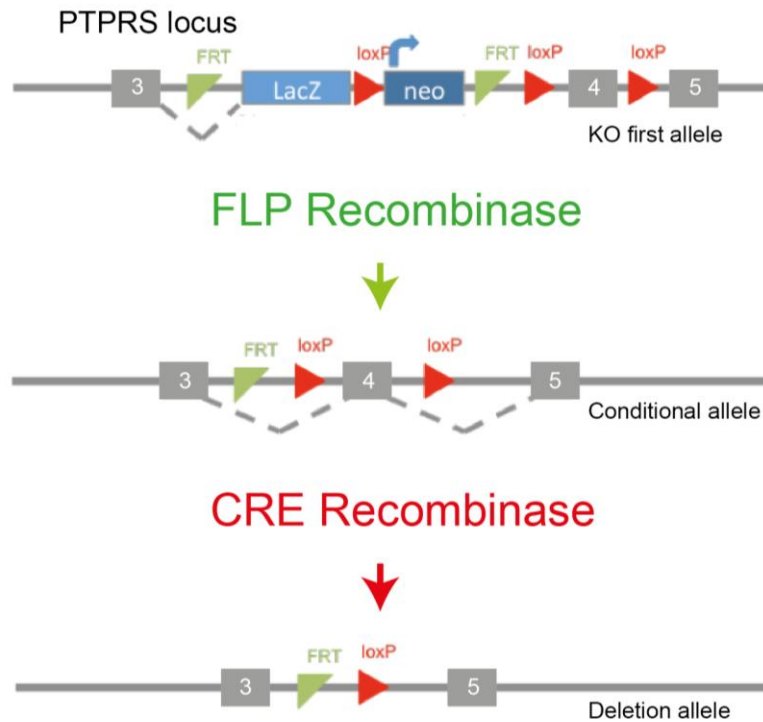 PTPRS locus
FRT loxP FRT loxP loxP
3 LacZ neo 4 5
KO first allele
FLP Recombinase
FRT loxP loxP
3 4 5
Conditional allele
CRE Recombinase
FRT loxP
3 5
Deletion allele